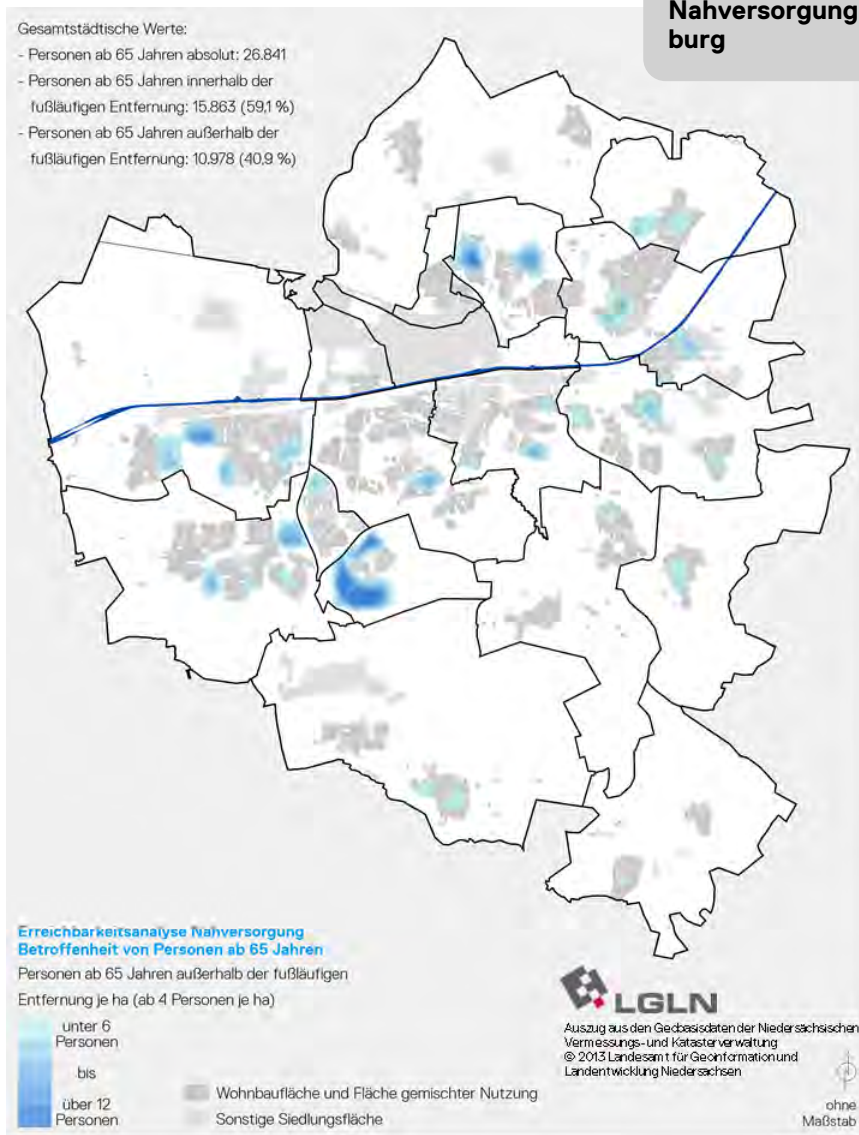 Nahversorgung
burg
Gesamtstädtische Werte:
- Personen ab 65 Jahren absolut: 26.841
- Personen ab 65 Jahren innerhalb der
fußläufigen Entfernung: 15.863 (59,1 %)
- Personen ab 65 Jahren außerhalb der
fußläufigen Entfernung: 10.978 (40,9 %)
Erreichbarkeitsanalyse Nahversorgung
Betroffenheit von Personen ab 65 Jahren
Personen ab 65 Jahren außerhalb der fußläufigen
Entfernung je ha (ab 4 Personen je ha)
unter 6
Personen
bis
über 12
Personen
Wohnbaufläche und Fläche gemischter Nutzung
Sonstige Siedlungsfläche
LGLN
Auszug aus den Geobasisdaten der Niedersächsischen
Vermessungs- und Katasterverwaltung
© 2013 Landesamt für Geoinformation und
Landentwicklung Niedersachsen
ohne
Maßstab